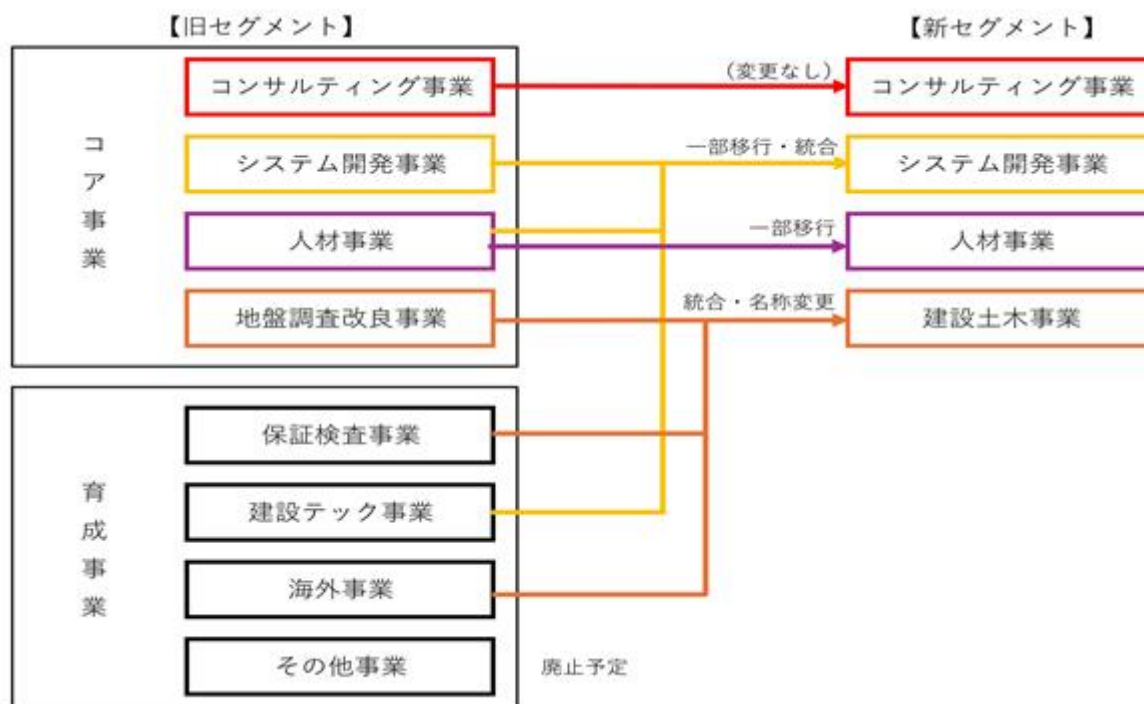 【旧セグメント】
【新セグメント】
コア事業
コンサルティング事業
(変更なし)
コンサルティング事業
システム開発事業
一部移行・統合
システム開発事業
人材事業
一部移行
人材事業
地盤調査改良事業
統合・名称変更
建設土木事業
育成事業
保証検査事業
建設テック事業
海外事業
その他事業
廃止予定